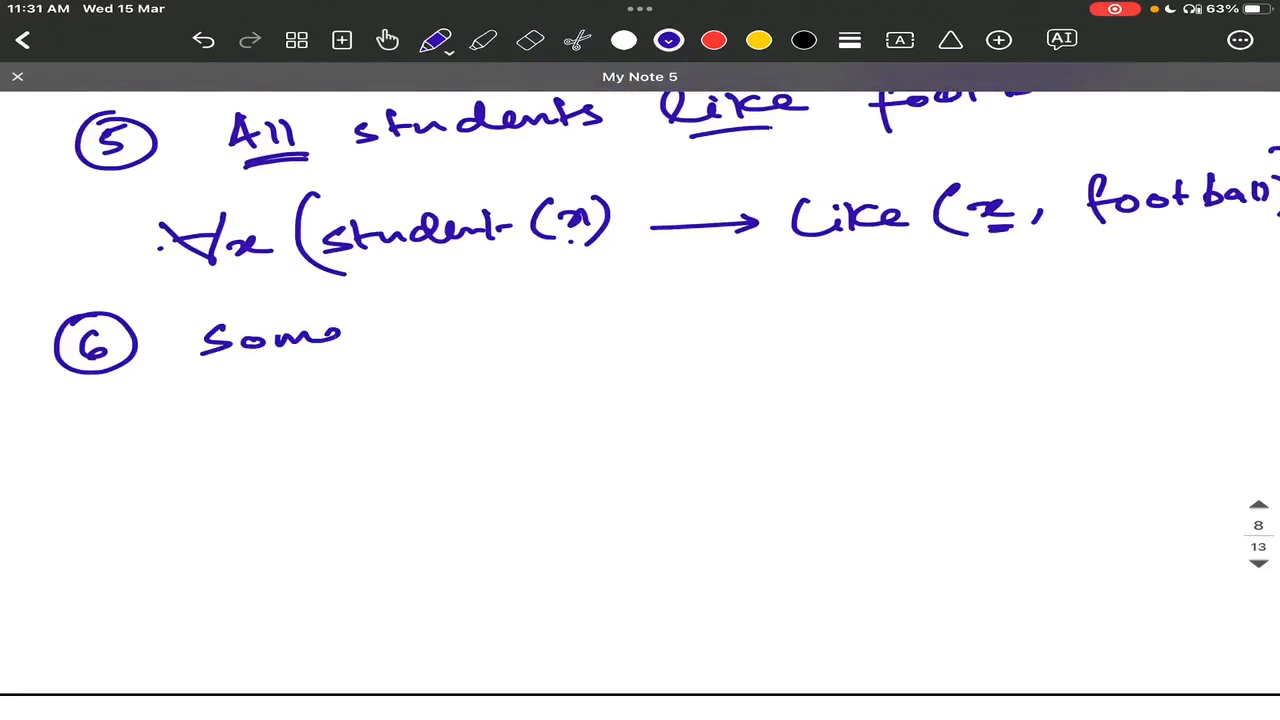 11:31 AM Wed 15 Mar
63%
A
AI
My Note 5
5 All students like
∀x (student (x) → Like (x, football)
6 Some
8
13